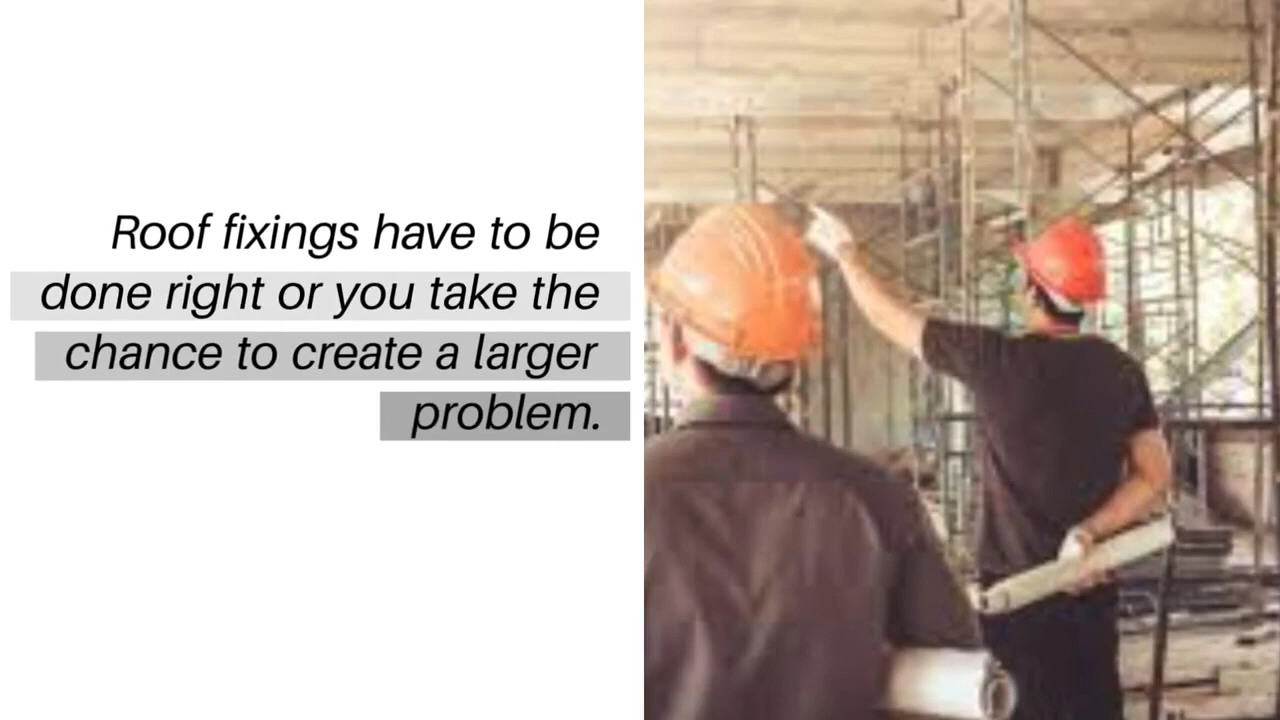 Roof fixings have to be
done right or you take the
chance to create a larger
problem.